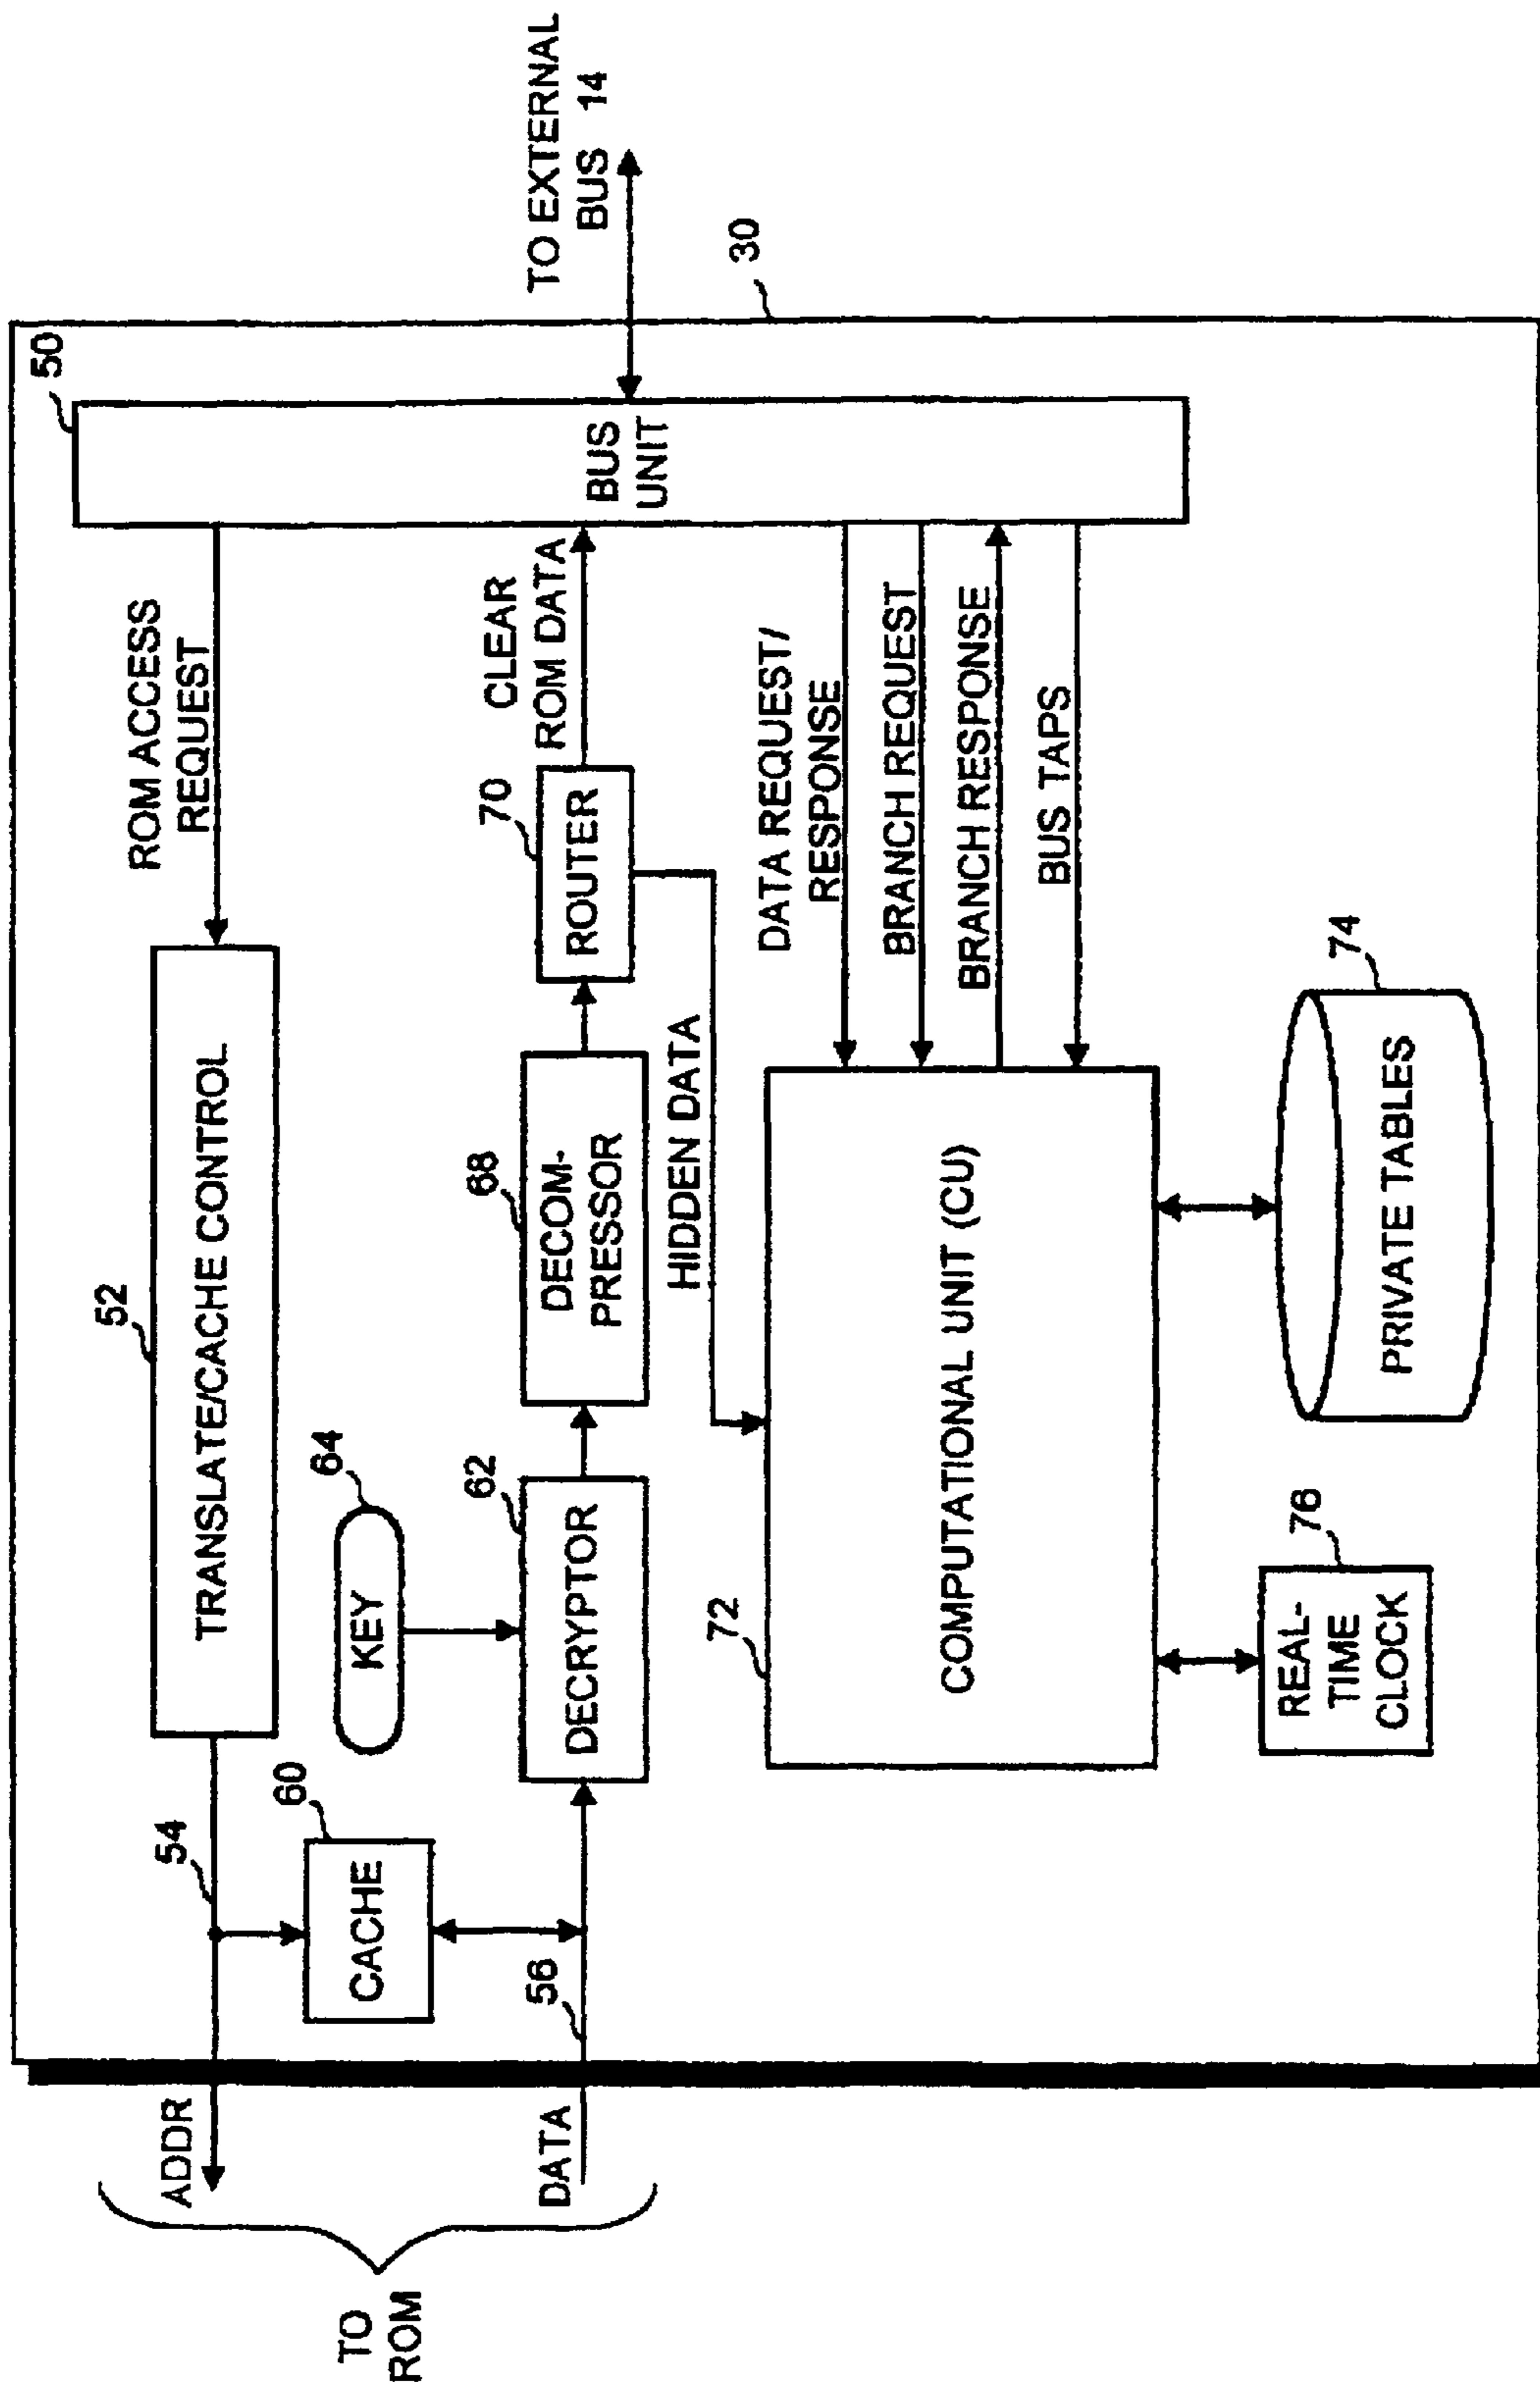 TO
ROM
ADDR
DATA
54
56
60
CACHE
52
TRANSLATE/CACHE CONTROL
ROM ACCESS
REQUEST
64
KEY
62
DECRYPTOR
68
DECOM-
PRESSOR
70
ROUTER
CLEAR
ROM DATA
HIDDEN DATA
50
BUS
UNIT
TO EXTERNAL
BUS 14
30
DATA REQUEST/
RESPONSE
BRANCH REQUEST
BRANCH RESPONSE
BUS TAPS
72
COMPUTATIONAL UNIT (CU)
76
REAL-
TIME
CLOCK
74
PRIVATE TABLES